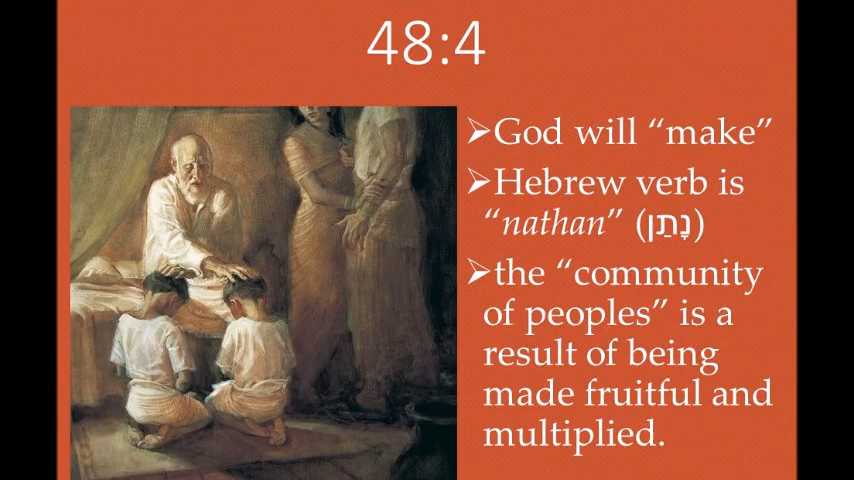 48:4
➢God will “make”
➢Hebrew verb is
“nathan” (נָתַן)
➢the “community
of peoples” is a
result of being
made fruitful and
multiplied.